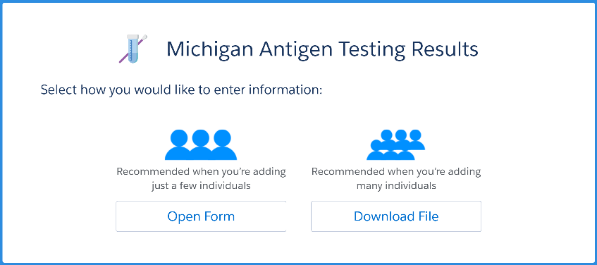 Michigan Antigen Testing Results
Select how you would like to enter information:
Recommended when you're adding
just a few individuals
Open Form
Recommended when you're adding
many individuals
Download File